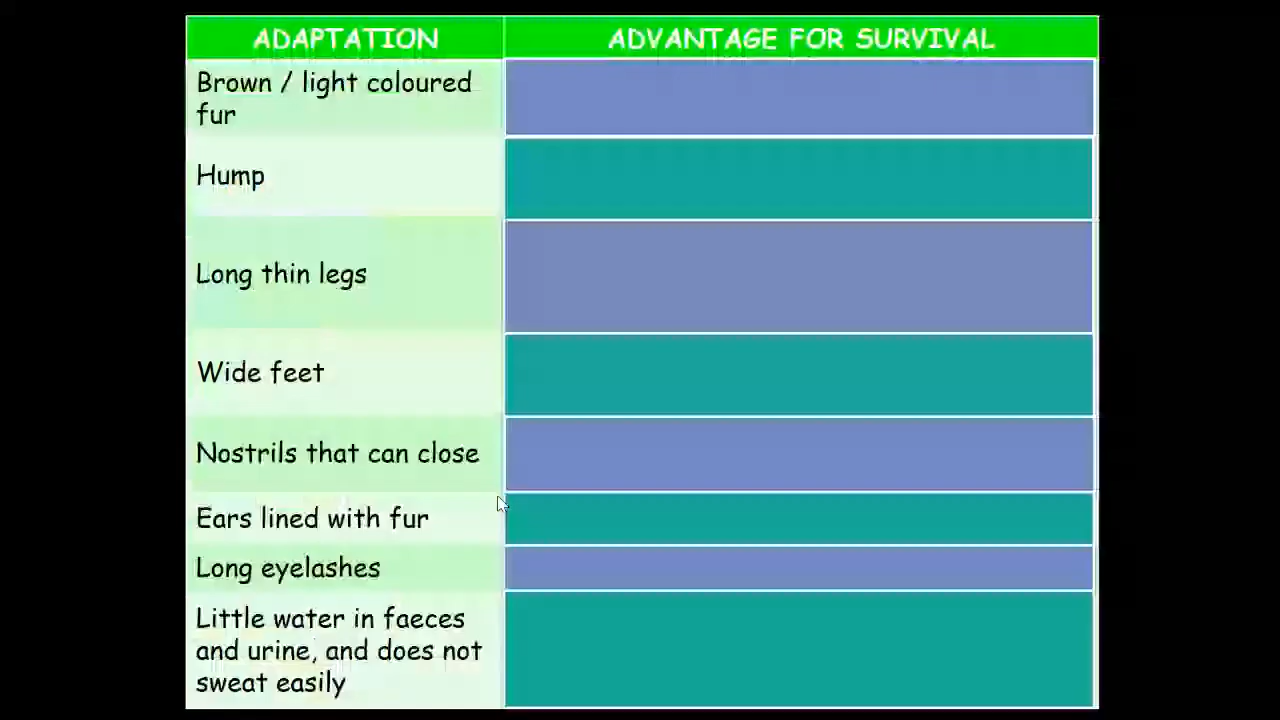 ADAPTATION
ADVANTAGE FOR SURVIVAL
Brown / light coloured
fur
Hump
Long thin legs
Wide feet
Nostrils that can close
Ears lined with fur
Long eyelashes
Little water in faeces
and urine, and does not
sweat easily